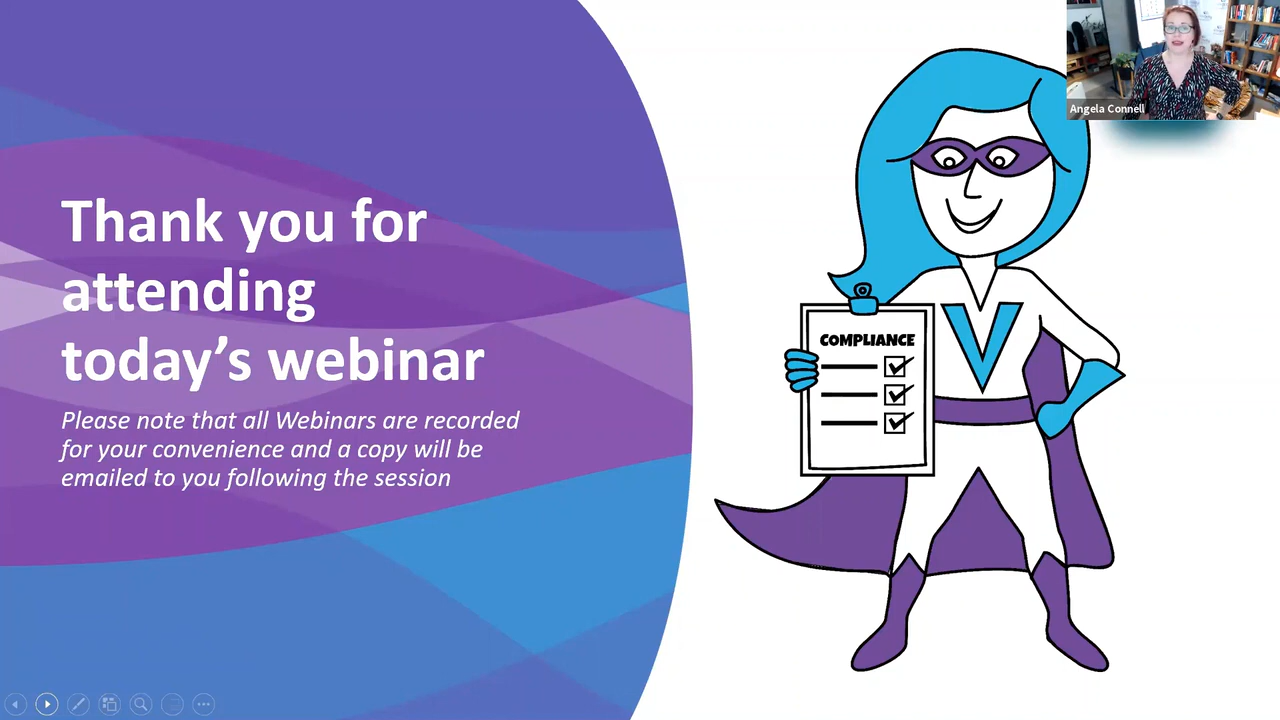 Thank you for
attending
today’s webinar
Please note that all Webinars are recorded
for your convenience and a copy will be
emailed to you following the session
COMPLIANCE
V
Angela Connell